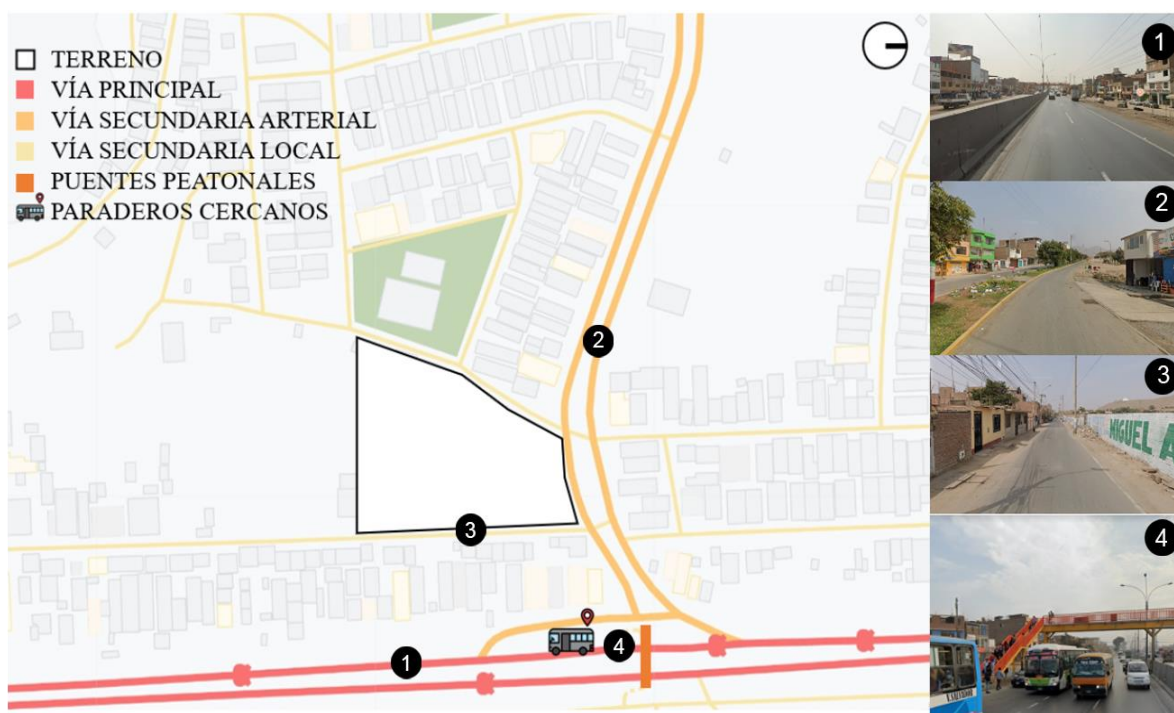 TERRENO
VÍA PRINCIPAL
VÍA SECUNDARIA ARTERIAL
VÍA SECUNDARIA LOCAL
PUENTES PEATONALES
PARADEROS CERCANOS
1
2
3
4
1
2
3
MIGUEL A
4